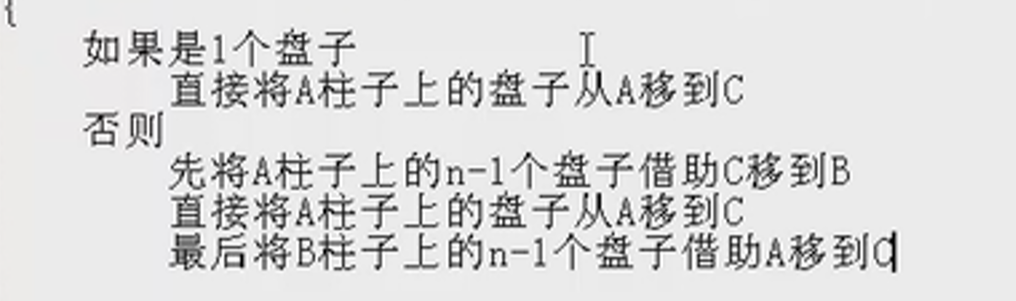 {
如果是1个盘子
直接将A柱子上的盘子从A移到C
否则
先将A柱子上的n-1个盘子借助C移到B
直接将A柱子上的盘子从A移到C
最后将B柱子上的n-1个盘子借助A移到C